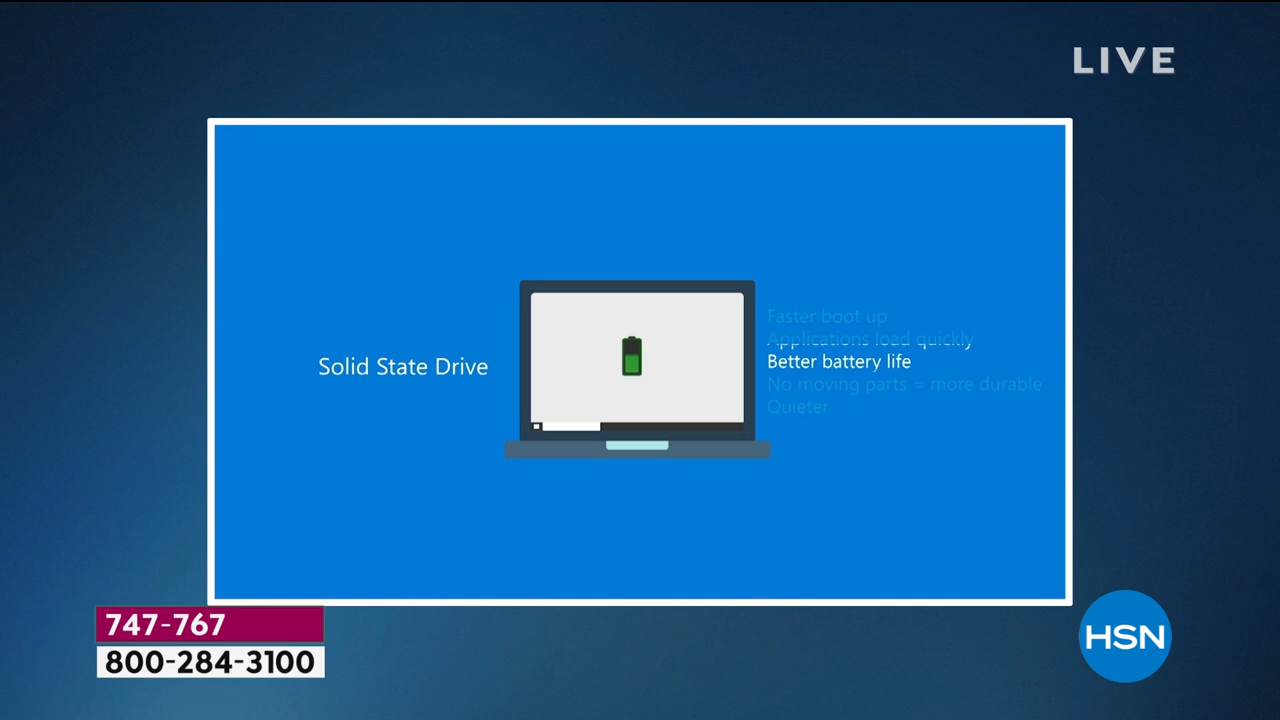 LIVE
Solid State Drive
Faster boot up
Applications load quickly
Better battery life
No moving parts = more durable
Quieter
747-767
800-284-3100
HSN